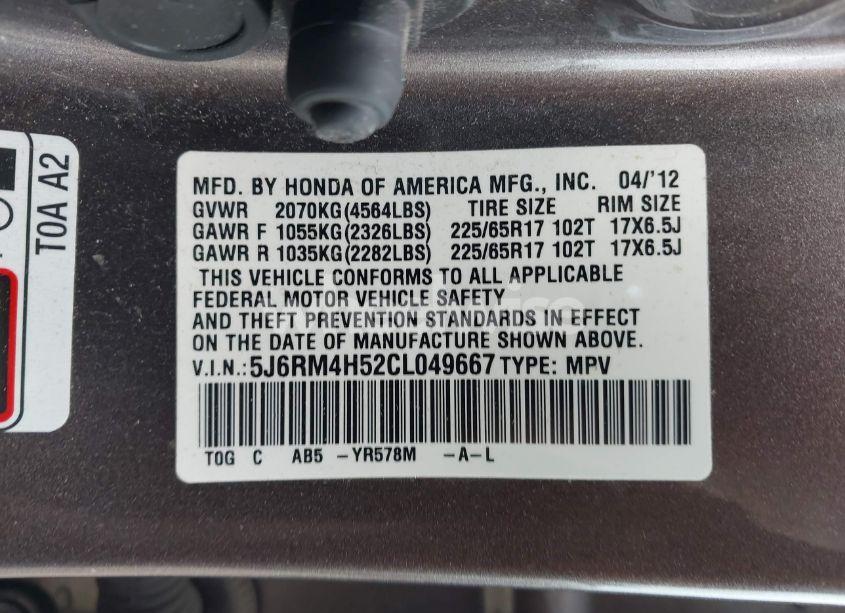 MFD. BY HONDA OF AMERICA MFG., INC. 04/'12
GVWR 2070KG(4564LBS) TIRE SIZE RIM SIZE
GAWR F 1055KG(2326LBS) 225/65R17 102T 17X6.5J
GAWR R 1035KG(2282LBS) 225/65R17 102T 17X6.5J
THIS VEHICLE CONFORMS TO ALL APPLICABLE
FEDERAL MOTOR VEHICLE SAFETY
AND THEFT PREVENTION STANDARDS IN EFFECT
ON THE DATE OF MANUFACTURE SHOWN ABOVE.
V.I.N.:5J6RM4H52CL049667 TYPE: MPV
T0G C AB5 -YR578M -A-L
T0A A2